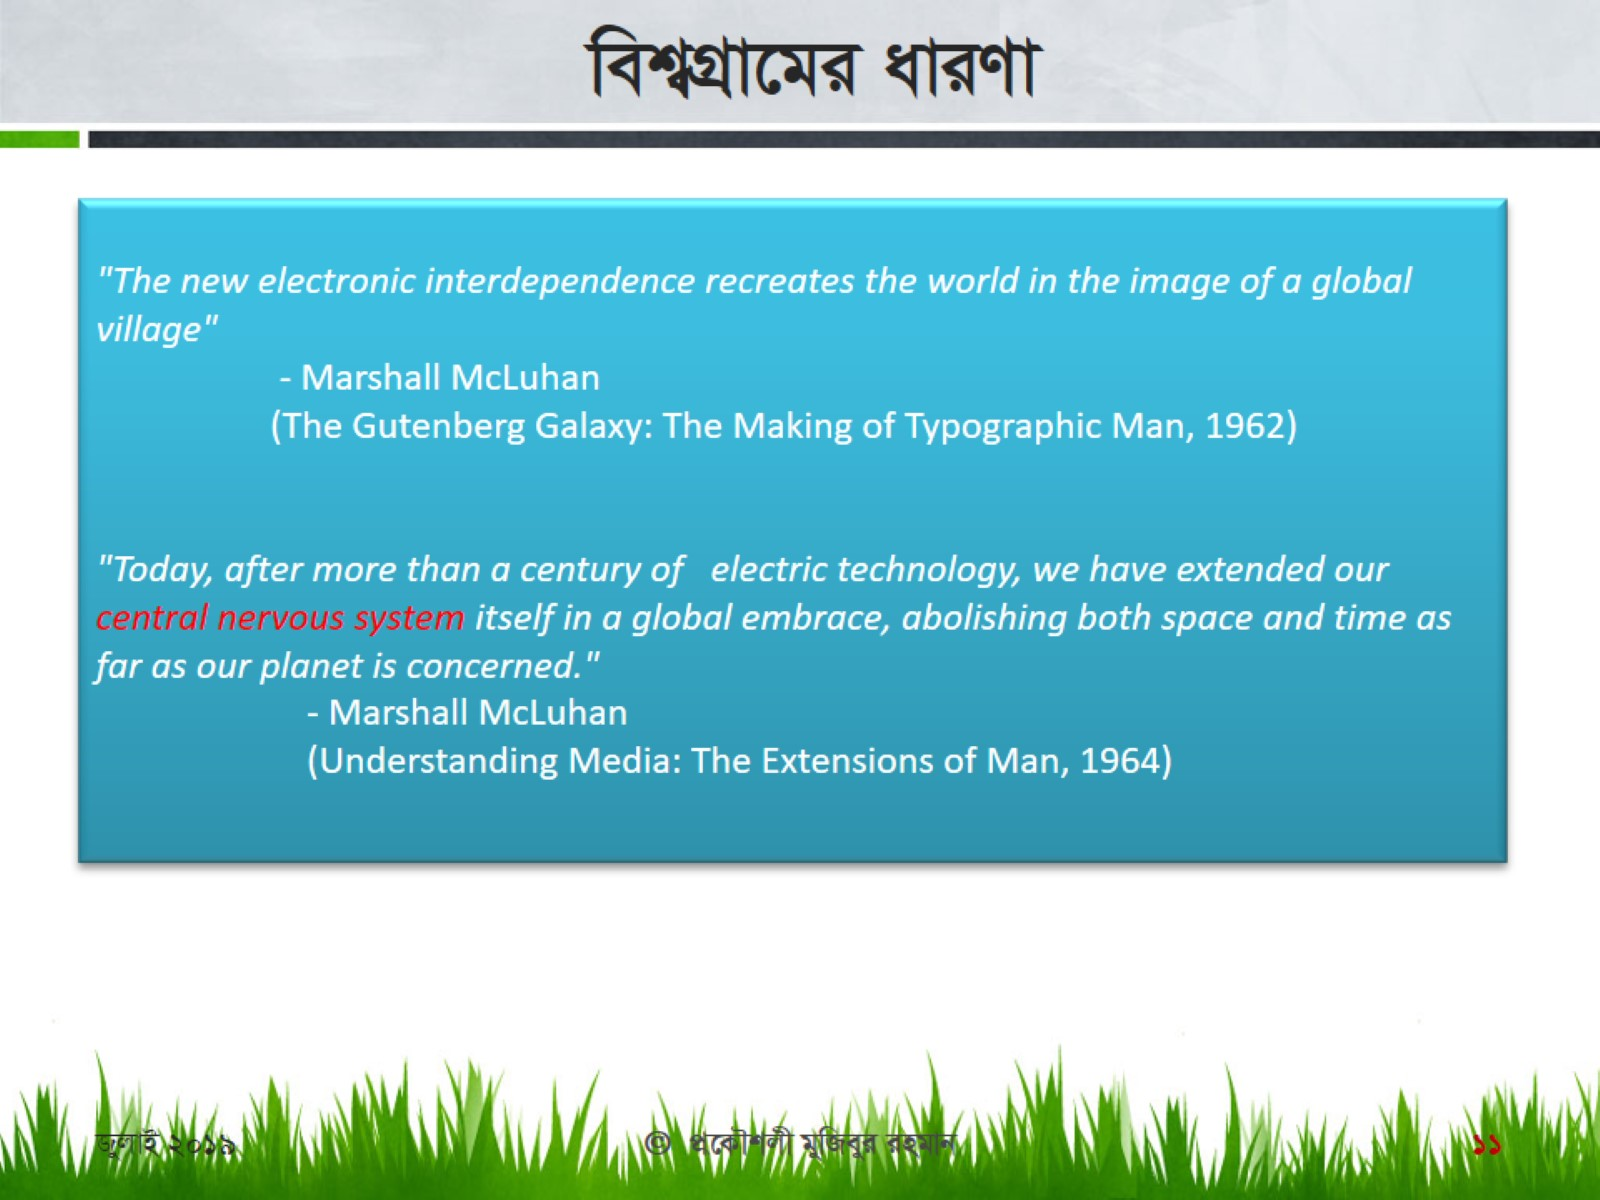 বিশ্বগ্রামের ধারণা
"The new electronic interdependence recreates the world in the image of a global
village"
- Marshall McLuhan
(The Gutenberg Galaxy: The Making of Typographic Man, 1962)
"Today, after more than a century of electric technology, we have extended our
central nervous system itself in a global embrace, abolishing both space and time as
far as our planet is concerned."
- Marshall McLuhan
(Understanding Media: The Extensions of Man, 1964)
জুলাই ২০১৯
© প্রকৌশলী মুজিবুর রহমান
১১